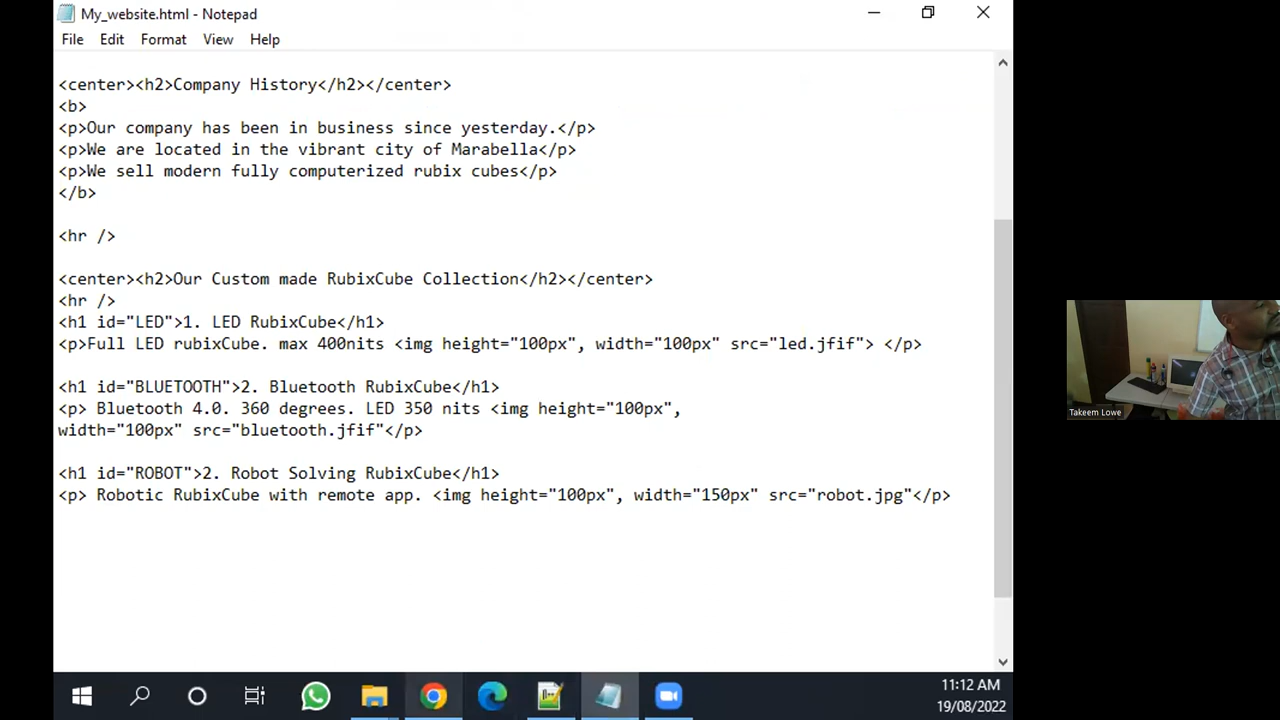 My_website.html - Notepad
File Edit Format View Help
<center><h2>Company History</h2></center>
<b>
<p>Our company has been in business since yesterday.</p>
<p>We are located in the vibrant city of Marabella</p>
<p>We sell modern fully computerized rubix cubes</p>
</b>
<hr />
<center><h2>Our Custom made RubixCube Collection</h2></center>
<hr />
<h1 id="LED">1. LED RubixCube</h1>
<p>Full LED rubixCube. max 400nits <img height="100px", width="100px" src="led.jfif"> </p>
<h1 id="BLUETOOTH">2. Bluetooth RubixCube</h1>
<p> Bluetooth 4.0. 360 degrees. LED 350 nits <img height="100px",
width="100px" src="bluetooth.jfif"</p>
<h1 id="ROBOT">2. Robot Solving RubixCube</h1>
<p> Robotic RubixCube with remote app. <img height="100px", width="150px" src="robot.jpg"</p>
Takeem Lowe
11:12 AM
19/08/2022